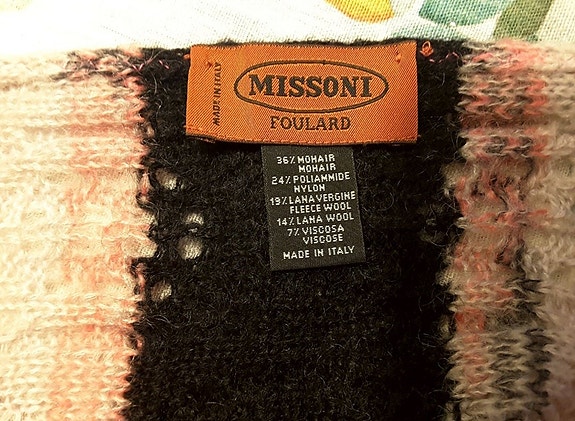 MADE IN ITALY
MISSONI
FOULARD
36% MOHAIR
MOHAIR
24% POLIAMMIDE
NYLON
19% LANA VERGINE
FLEECE WOOL
14% LANA WOOL
7% VISCOSA
VISCOSE
MADE IN ITALY